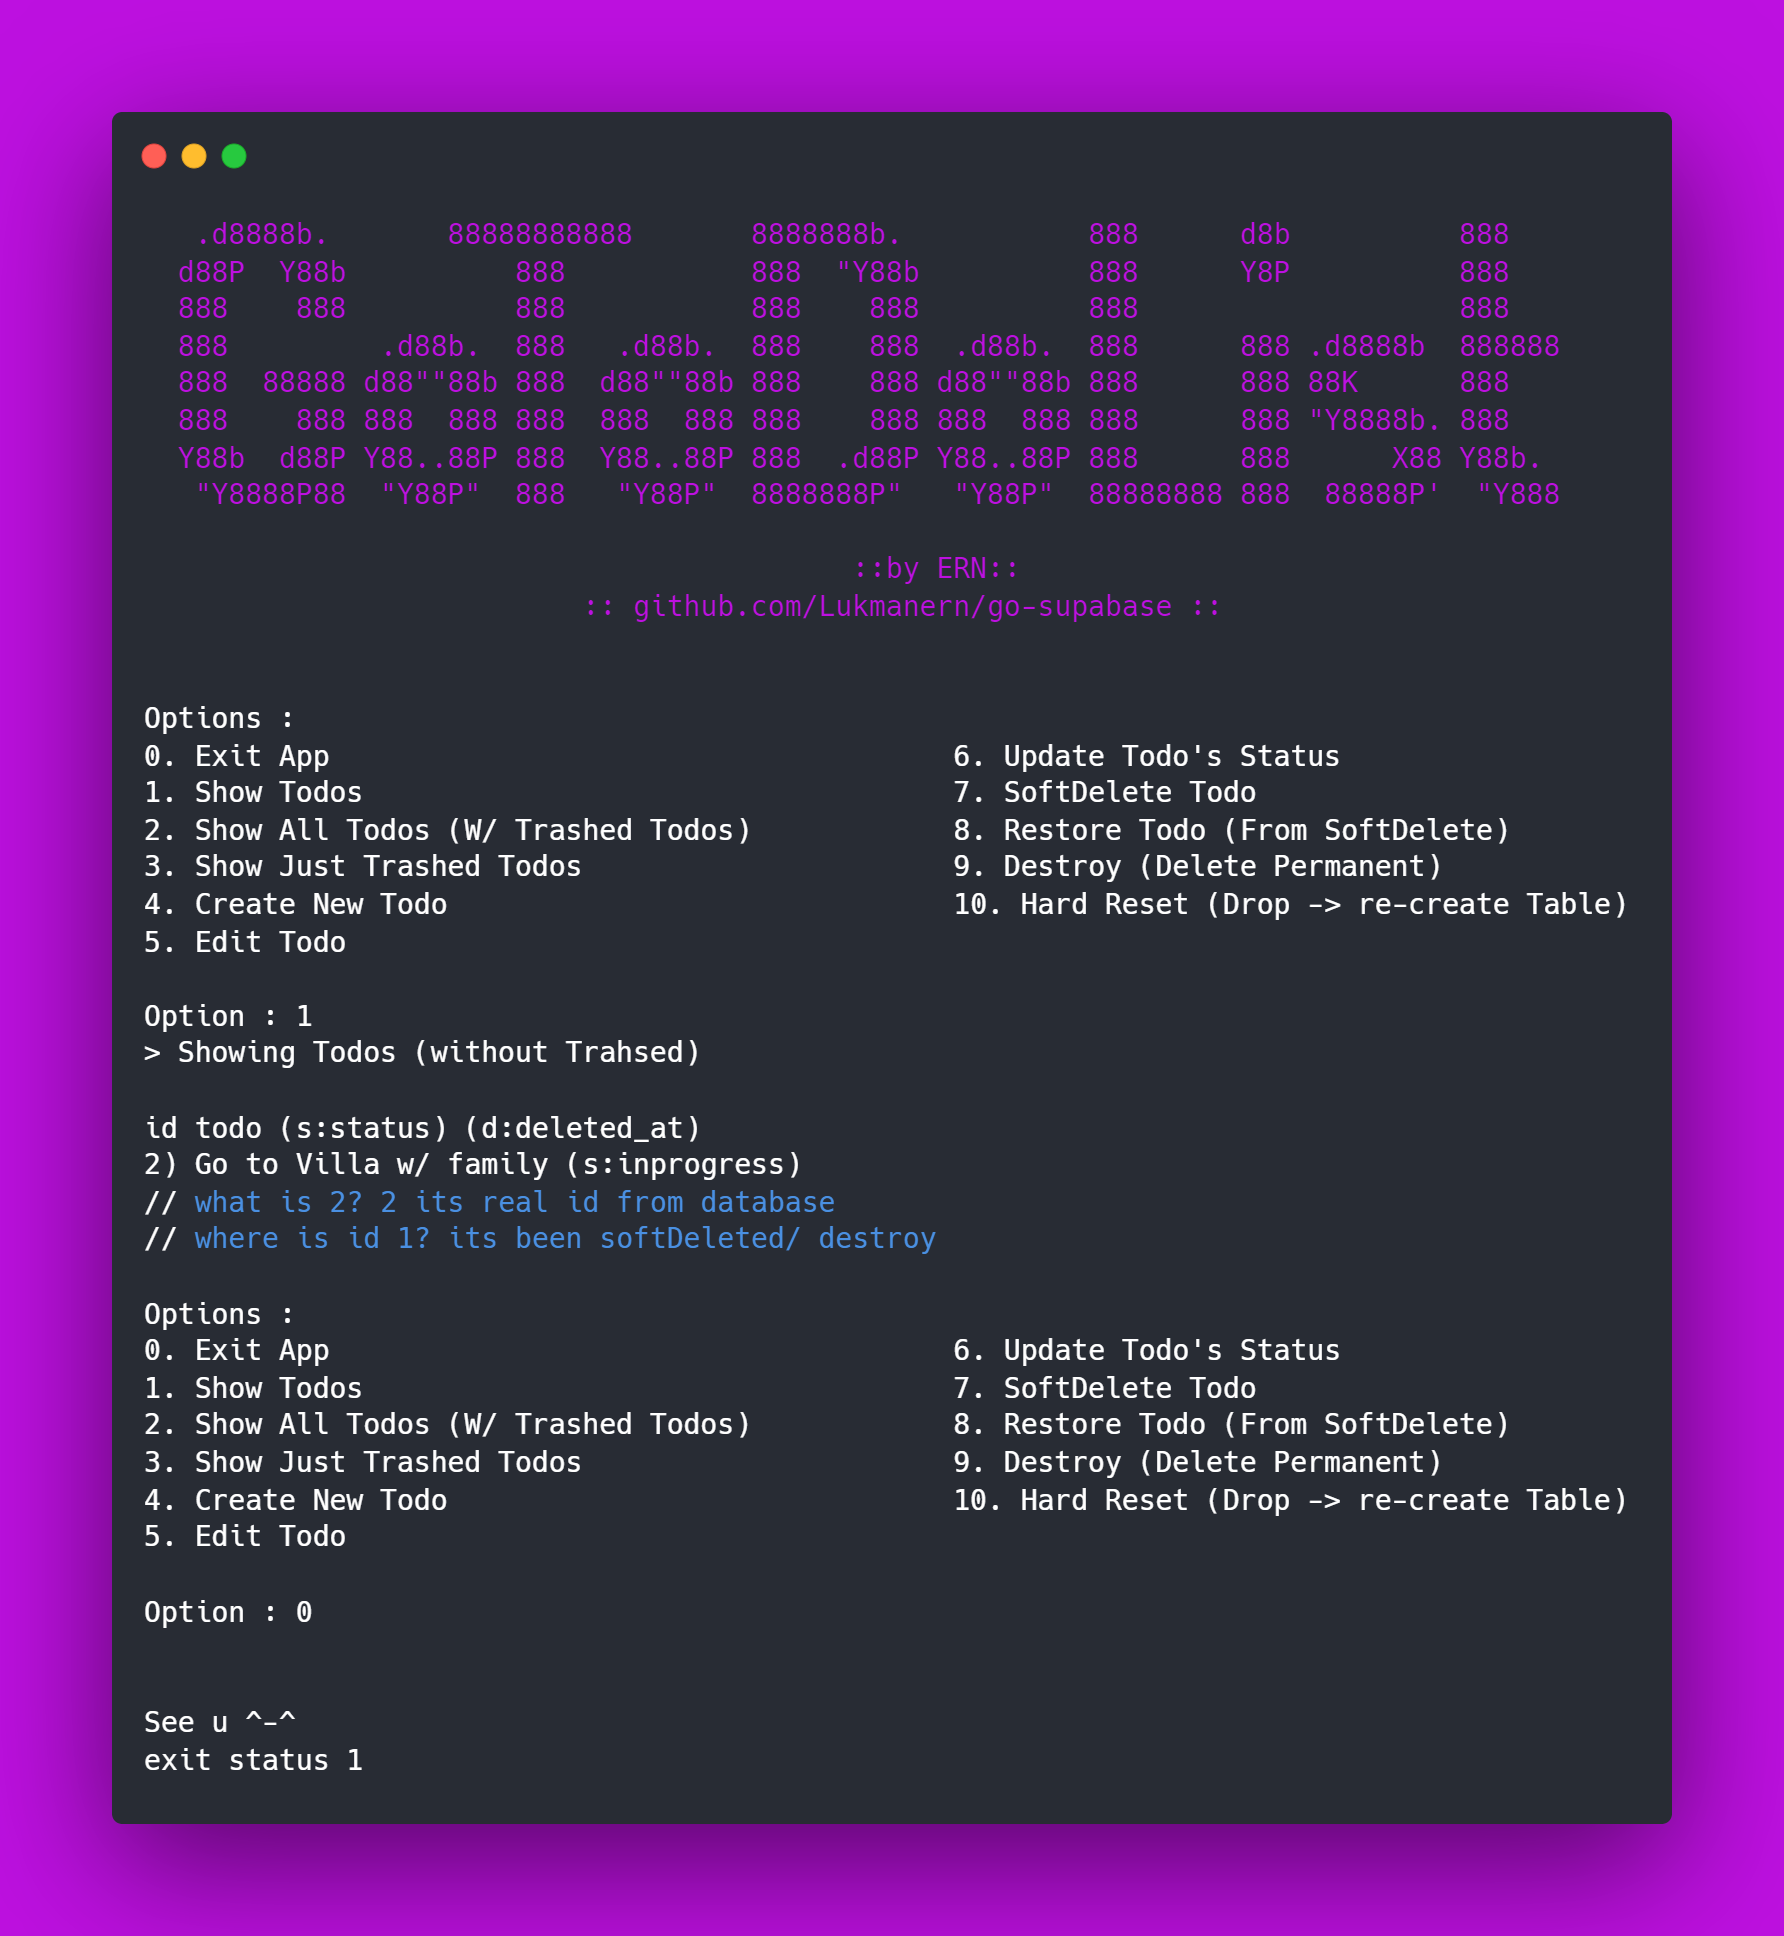 .d8888b.       88888888888       8888888b.           888      d8b          888
 d88P  Y88b          888           888  "Y88b          888      Y8P          888
 888    888          888           888    888          888                   888
 888         .d88b.  888   .d88b.  888    888  .d88b.  888      888 .d8888b  888888
 888  88888 d88""88b 888  d88""88b 888    888 d88""88b 888      888 88K      888
 888    888 888  888 888  888  888 888    888 888  888 888      888 "Y8888b. 888
 Y88b  d88P Y88..88P 888  Y88..88P 888  .d88P Y88..88P 888      888      X88 Y88b.
  "Y8888P88  "Y88P"  888   "Y88P"  8888888P"   "Y88P"  88888888 888  88888P'  "Y888
::by ERN::
:: github.com/Lukmanern/go-supabase ::
Options :
0. Exit App                                     6. Update Todo's Status
1. Show Todos                                   7. SoftDelete Todo
2. Show All Todos (W/ Trashed Todos)            8. Restore Todo (From SoftDelete)
3. Show Just Trashed Todos                      9. Destroy (Delete Permanent)
4. Create New Todo                              10. Hard Reset (Drop -> re-create Table)
5. Edit Todo
Option : 1
> Showing Todos (without Trahsed)
id todo (s:status) (d:deleted_at)
2) Go to Villa w/ family (s:inprogress)
// what is 2? 2 its real id from database
// where is id 1? its been softDeleted/ destroy
Options :
0. Exit App                                     6. Update Todo's Status
1. Show Todos                                   7. SoftDelete Todo
2. Show All Todos (W/ Trashed Todos)            8. Restore Todo (From SoftDelete)
3. Show Just Trashed Todos                      9. Destroy (Delete Permanent)
4. Create New Todo                              10. Hard Reset (Drop -> re-create Table)
5. Edit Todo
Option : 0
See u ^-^
exit status 1